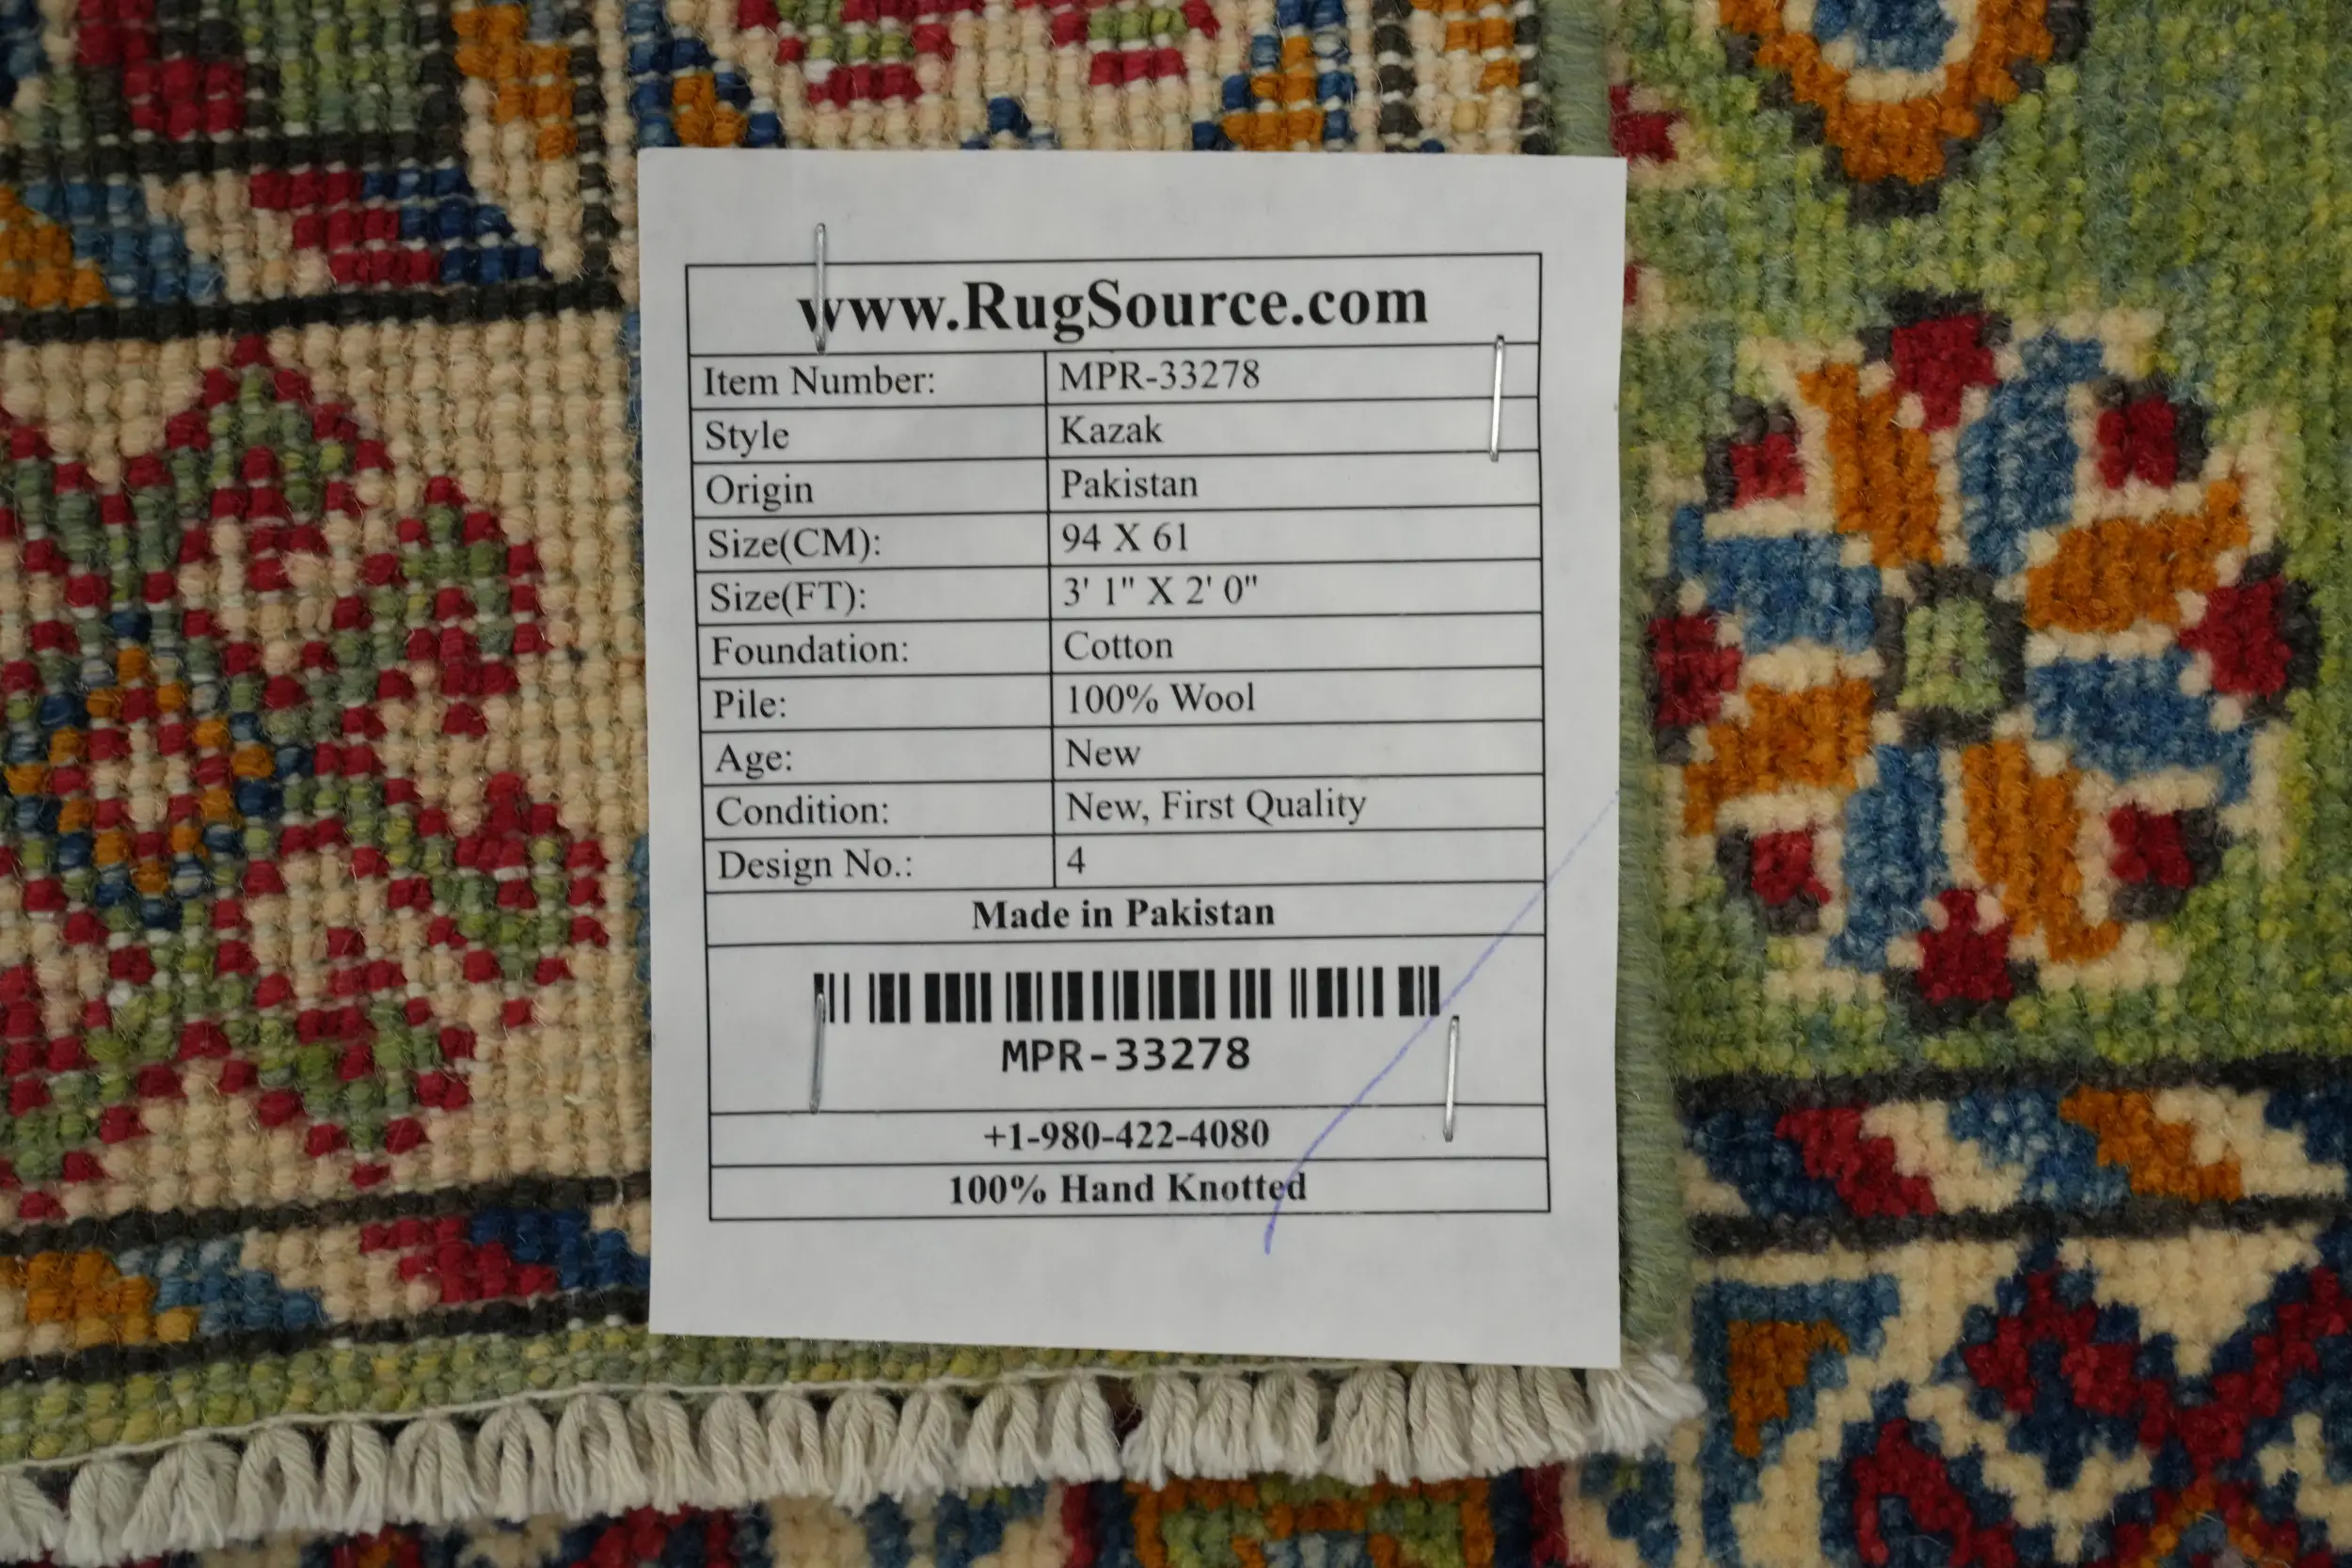 www.RugSource.com
Item Number: MPR-33278
Style Kazak
Origin Pakistan
Size(CM): 94 X 61
Size(FT): 3' 1" X 2' 0"
Foundation: Cotton
Pile: 100% Wool
Age: New
Condition: New, First Quality
Design No.: 4
Made in Pakistan
MPR-33278
+1-980-422-4080
100% Hand Knotted